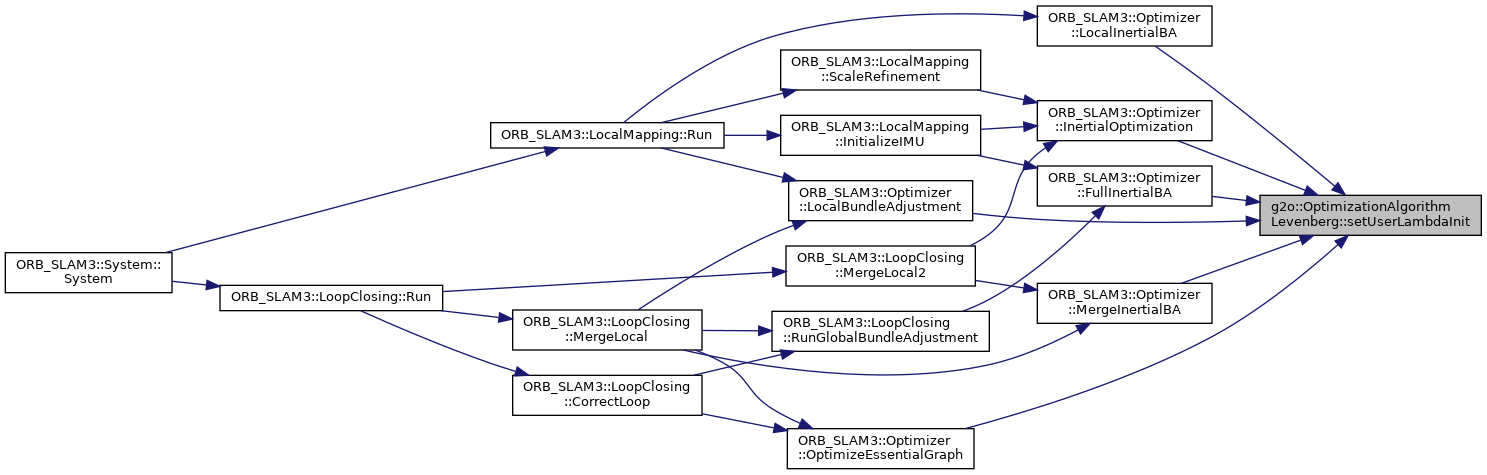 ORB_SLAM3::Optimizer
::LocalInertialBA
ORB_SLAM3::LocalMapping
::ScaleRefinement
ORB_SLAM3::Optimizer
::InertialOptimization
ORB_SLAM3::LocalMapping::Run
ORB_SLAM3::LocalMapping
::InitializeIMU
ORB_SLAM3::Optimizer
::FullInertialBA
ORB_SLAM3::Optimizer
::LocalBundleAdjustment
g2o::OptimizationAlgorithm
Levenberg::setUserLambdaInit
ORB_SLAM3::System::
System
ORB_SLAM3::LoopClosing
::MergeLocal2
ORB_SLAM3::LoopClosing::Run
ORB_SLAM3::Optimizer
::MergeInertialBA
ORB_SLAM3::LoopClosing
::MergeLocal
ORB_SLAM3::LoopClosing
::RunGlobalBundleAdjustment
ORB_SLAM3::LoopClosing
::CorrectLoop
ORB_SLAM3::Optimizer
::OptimizeEssentialGraph